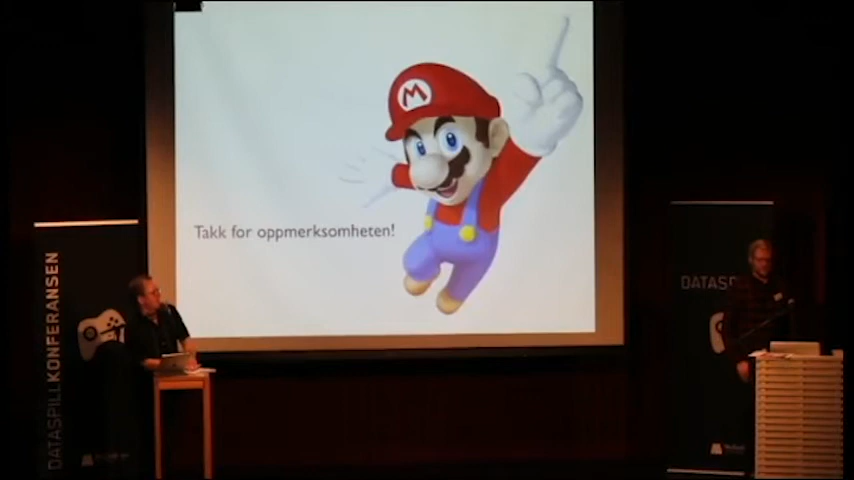 M
Takk for oppmerksomheten!
DATASPILLKONFERANSEN
DATASP